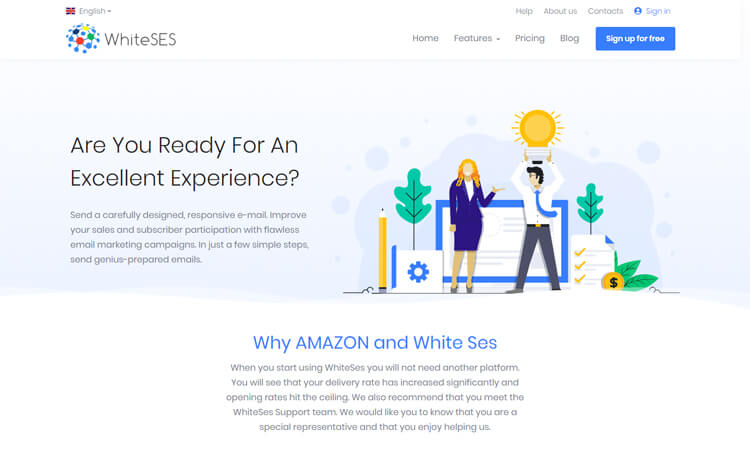 English
Help About us Contacts Sign in
WhiteSES
Home Features Pricing Blog Sign up for free
Are You Ready For An
Excellent Experience?
Send a carefully designed, responsive e-mail. Improve
your sales and subscriber participation with flawless
email marketing campaigns. In just a few simple steps,
send genius-prepared emails.
$
Why AMAZON and White Ses
When you start using WhiteSes you will not need another platform.
You will see that your delivery rate has increased significantly and
opening rates hit the ceiling. We also recommend that you meet the
WhiteSes Support team. We would like you to know that you are a
special representative and that you enjoy helping us.